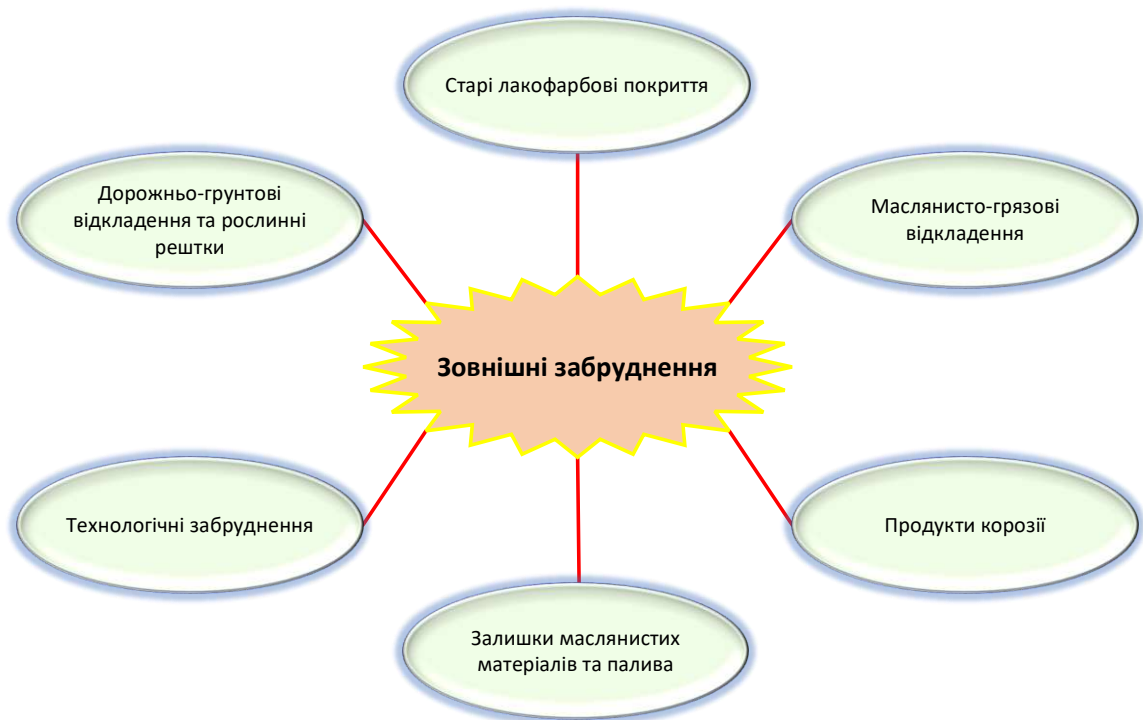 Старі лакофарбові покриття
Дорожньо-грунтові
відкладення та рослинні
рештки
Маслянисто-грязові
відкладення
Зовнішні забруднення
Технологічні забруднення
Продукти корозії
Залишки маслянистих
матеріалів та палива